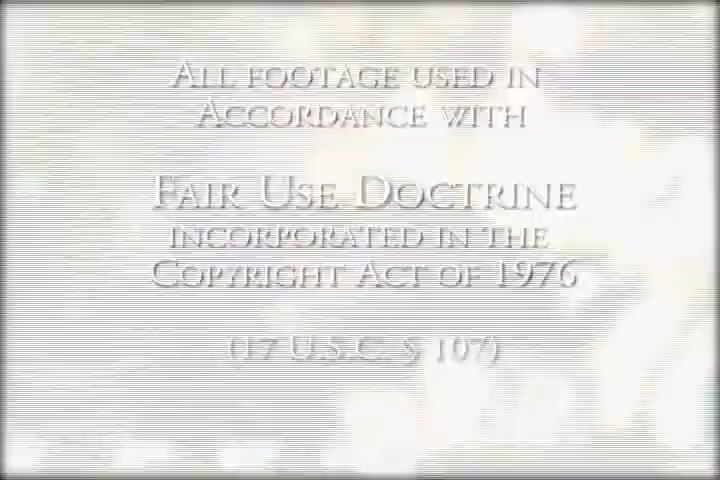 All footage used in
Accordance with
Fair Use Doctrine
incorporated in the
Copyright Act of 1976
(17 U.S.C. § 107)